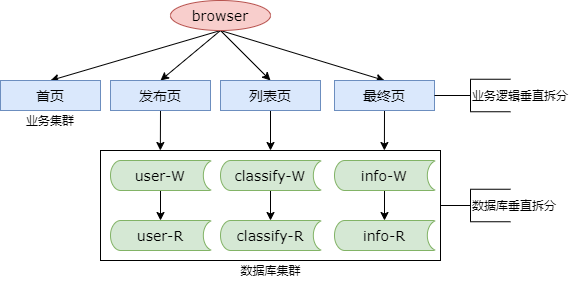 browser
首页
发布页
列表页
最终页
业务逻辑垂直拆分
业务集群
user-W
classify-W
info-W
数据库垂直拆分
user-R
classify-R
info-R
数据库集群